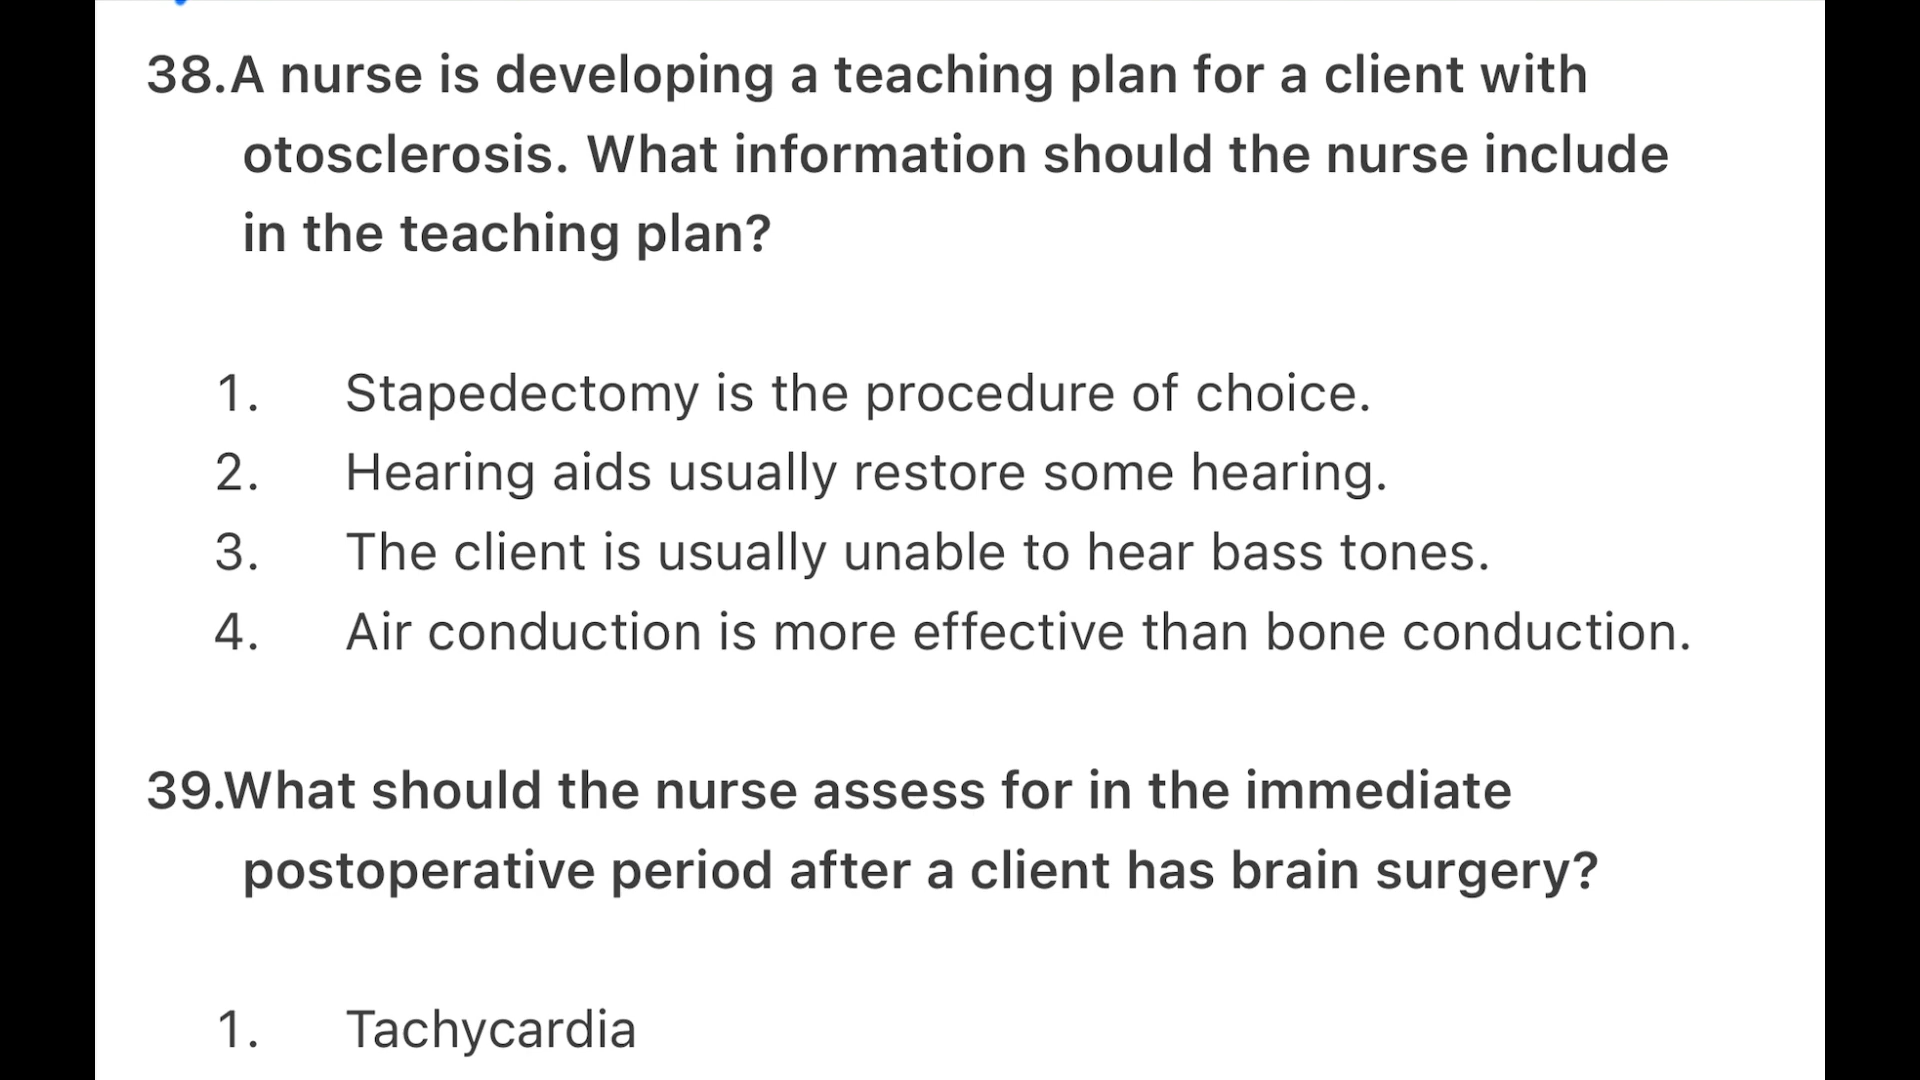 38.A nurse is developing a teaching plan for a client with
otosclerosis. What information should the nurse include
in the teaching plan?
1. Stapedectomy is the procedure of choice.
2. Hearing aids usually restore some hearing.
3. The client is usually unable to hear bass tones.
4. Air conduction is more effective than bone conduction.
39.What should the nurse assess for in the immediate
postoperative period after a client has brain surgery?
1. Tachycardia